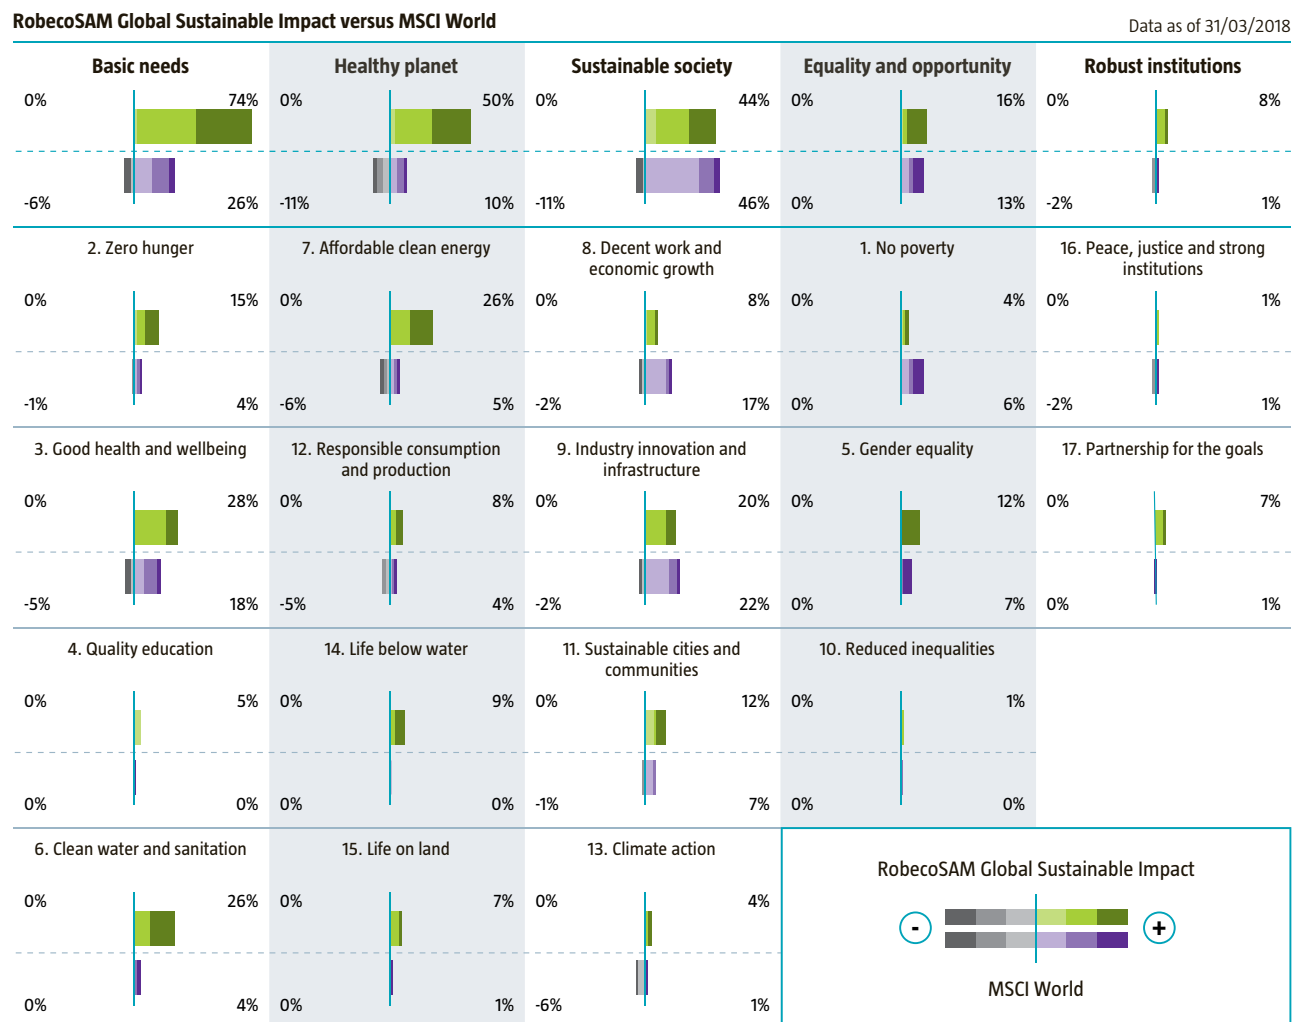 RobecoSAM Global Sustainable Impact versus MSCI World
Data as of 31/03/2018
Basic needs
0% 74%
-6% 26%
Healthy planet
0% 50%
-11% 10%
Sustainable society
0% 44%
-11% 46%
Equality and opportunity
0% 16%
0% 13%
Robust institutions
0% 8%
-2% 1%
2. Zero hunger
0% 15%
-1% 4%
7. Affordable clean energy
0% 26%
-6% 5%
8. Decent work and
economic growth
0% 8%
-2% 17%
1. No poverty
0% 4%
0% 6%
16. Peace, justice and strong
institutions
0% 1%
-2% 1%
3. Good health and wellbeing
0% 28%
-5% 18%
12. Responsible consumption
and production
0% 8%
-5% 4%
9. Industry innovation and
infrastructure
0% 20%
-2% 22%
5. Gender equality
0% 12%
0% 7%
17. Partnership for the goals
0% 7%
0% 1%
4. Quality education
0% 5%
0% 0%
14. Life below water
0% 9%
0% 0%
11. Sustainable cities and
communities
0% 12%
-1% 7%
10. Reduced inequalities
0% 1%
0% 0%
6. Clean water and sanitation
0% 26%
0% 4%
15. Life on land
0% 7%
0% 1%
13. Climate action
0% 4%
-6% 1%
RobecoSAM Global Sustainable Impact
- +
MSCI World